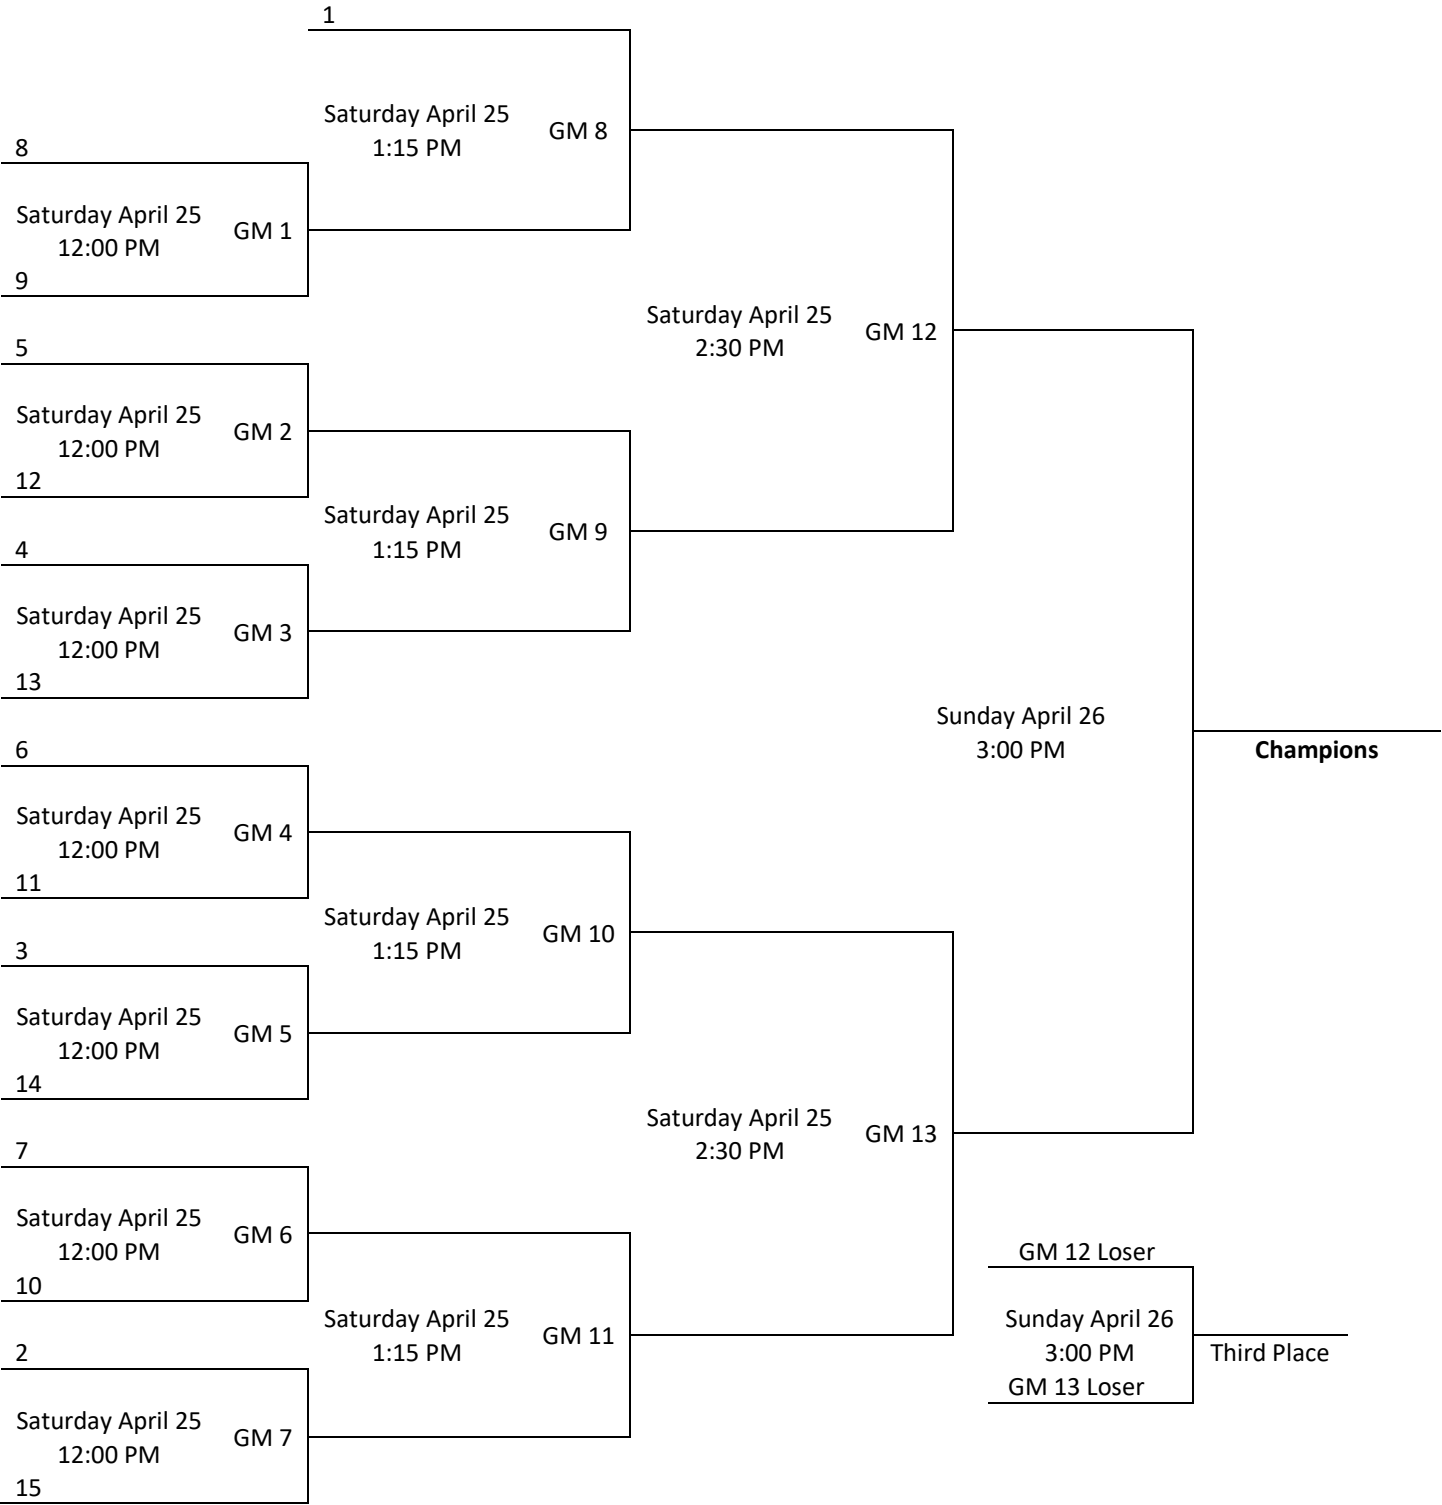 1
Saturday April 25
1:15 PM
GM 8
8
Saturday April 25
12:00 PM
GM 1
9
5
Saturday April 25
12:00 PM
GM 2
12
Saturday April 25
2:30 PM
GM 12
Saturday April 25
1:15 PM
GM 9
4
Saturday April 25
12:00 PM
GM 3
13
Sunday April 26
3:00 PM
Champions
6
Saturday April 25
12:00 PM
GM 4
11
Saturday April 25
1:15 PM
GM 10
3
Saturday April 25
12:00 PM
GM 5
14
Saturday April 25
2:30 PM
GM 13
7
Saturday April 25
12:00 PM
GM 6
10
Saturday April 25
1:15 PM
GM 11
2
Saturday April 25
12:00 PM
GM 7
15
GM 12 Loser
Sunday April 26
3:00 PM
GM 13 Loser
Third Place